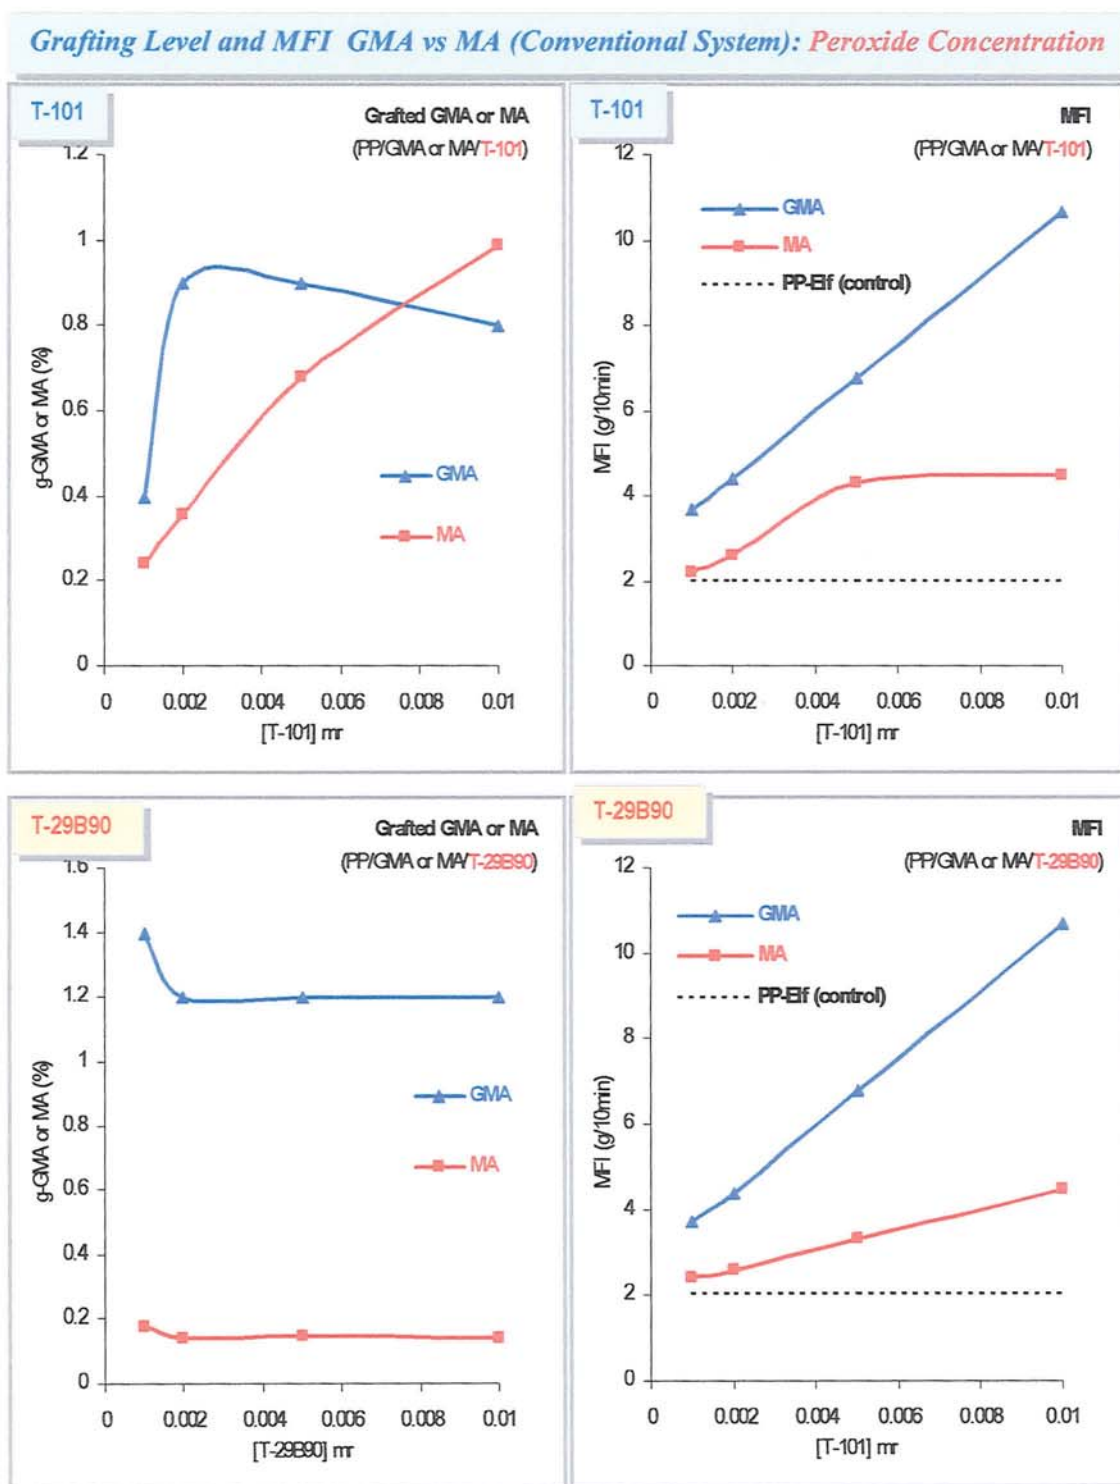 Grafting Level and MFI GMA vs MA (Conventional System): Peroxide Concentration
T-101
Grafted GMA or MA
(PP/GMA or MA/T-101)
1.2
1
0.8
0.6
0.4
0.2
0
g-GMA or MA (%)
GMA
MA
0
0.002
0.004
0.006
0.008
0.01
[T-101] mr
T-101
MFI
(PP/GMA or MA/T-101)
12
10
8
6
4
2
0
MFI (g/10min)
GMA
MA
PP-Elf (control)
0
0.002
0.004
0.006
0.008
0.01
[T-101] mr
T-29B90
Grafted GMA or MA
(PP/GMA or MA/T-29B90)
1.6
1.4
1.2
1
0.8
0.6
0.4
0.2
0
g-GMA or MA (%)
GMA
MA
0
0.002
0.004
0.006
0.008
0.01
[T-29B90] mr
T-29B90
MFI
(PP/GMA or MA/T-29B90)
12
10
8
6
4
2
0
MFI (g/10min)
GMA
MA
PP-Elf (control)
0
0.002
0.004
0.006
0.008
0.01
[T-101] mr